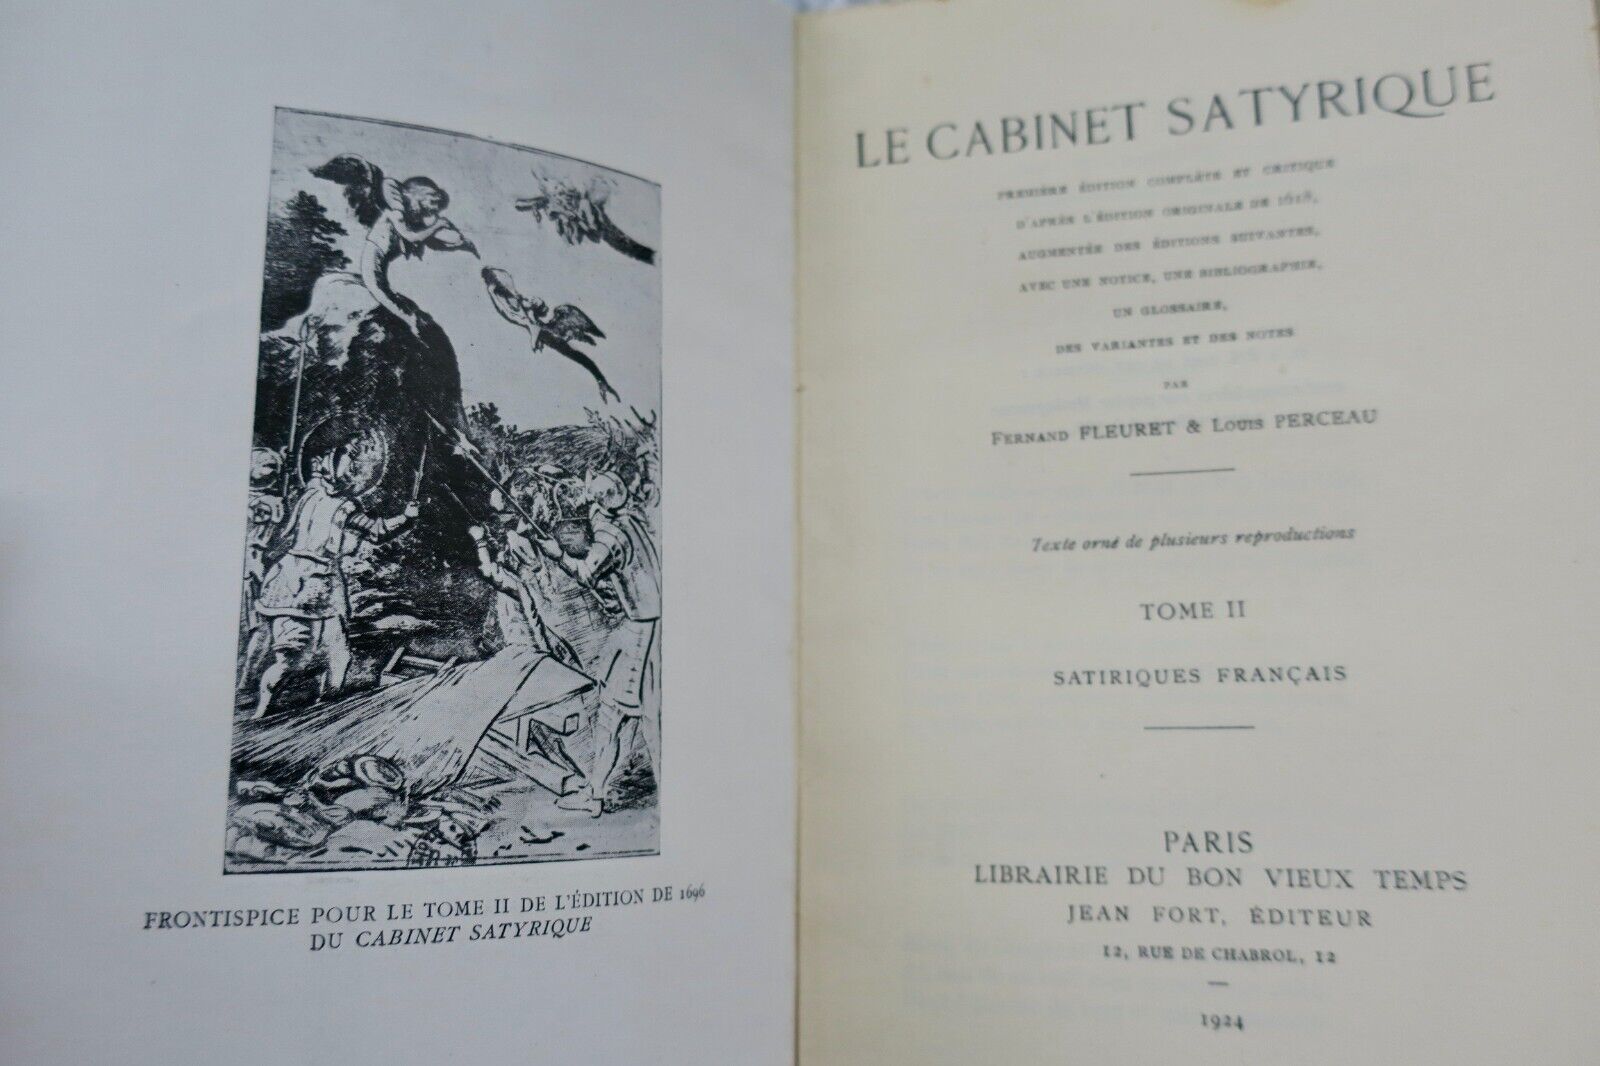 FRONTISPICE POUR LE TOME II DE L'ÉDITION DE 1696
DU CABINET SATYRIQUE
LE CABINET SATYRIQUE
PREMIÈRE ÉDITION COMPLÈTE ET CRITIQUE
D'APRÈS L'ÉDITION ORIGINALE DE 1618,
AUGMENTÉE DES ÉDITIONS SUIVANTES,
AVEC UNE NOTICE, UNE BIBLIOGRAPHIE,
UN GLOSSAIRE,
DES VARIANTES ET DES NOTES
PAR
FERNAND FLEURET & LOUIS PERCEAU
Texte orné de plusieurs reproductions
TOME II
SATIRIQUES FRANÇAIS
PARIS
LIBRAIRIE DU BON VIEUX TEMPS
JEAN FORT, ÉDITEUR
12, RUE DE CHABROL, 12
1924